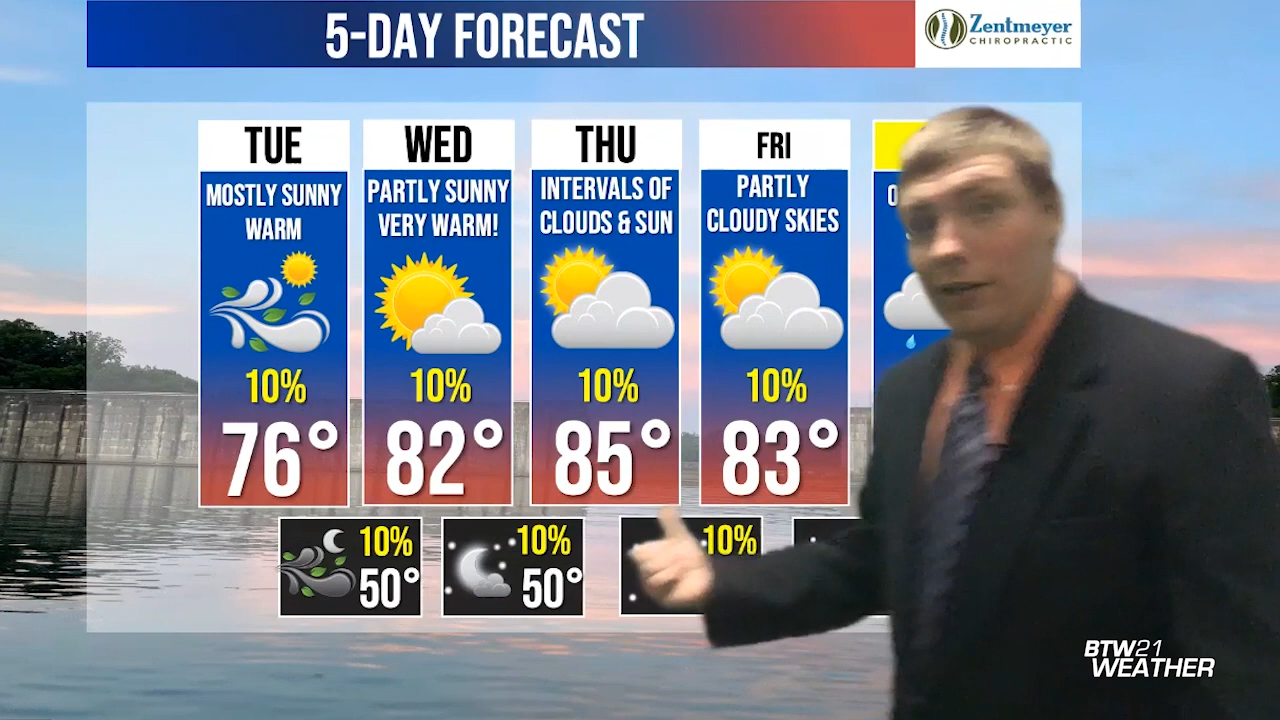 5-DAY FORECAST
Zentmeyer
CHIROPRACTIC
TUE
MOSTLY SUNNY
WARM
10%
76°
WED
PARTLY SUNNY
VERY WARM!
10%
82°
THU
INTERVALS OF
CLOUDS & SUN
10%
85°
FRI
PARTLY
CLOUDY SKIES
10%
83°
10%
50°
10%
50°
10%
BTW21
WEATHER